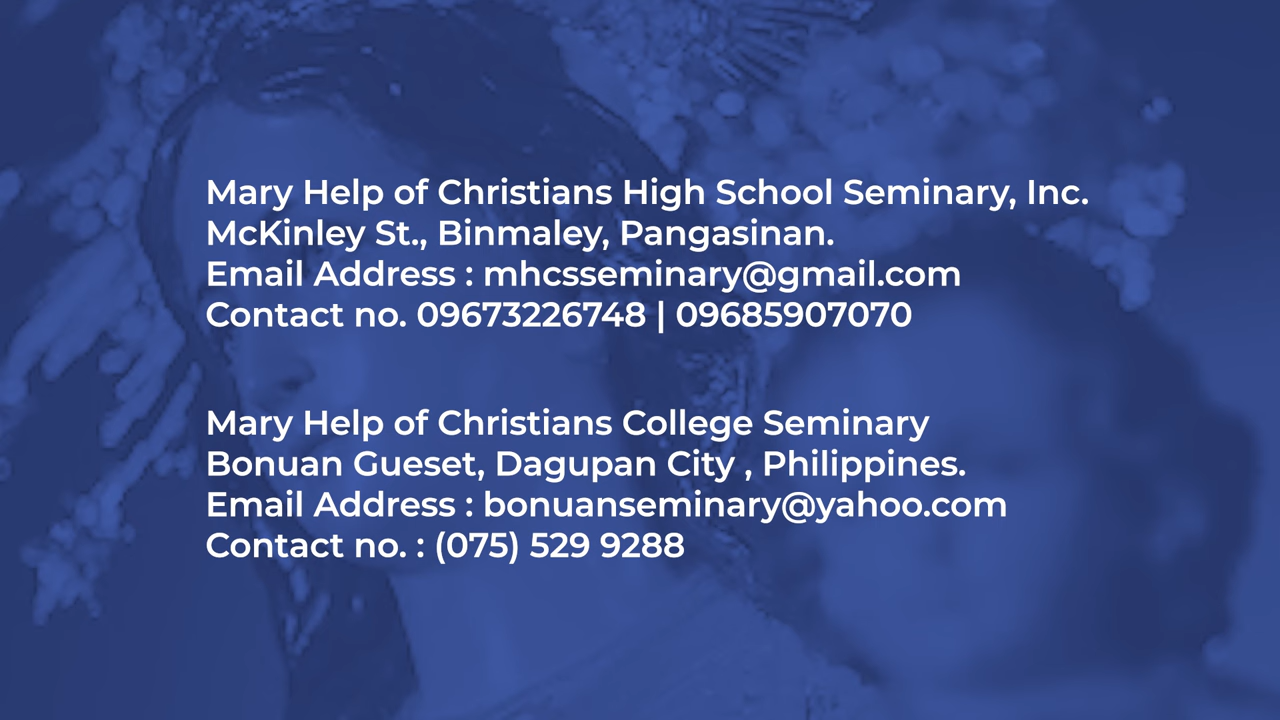 Mary Help of Christians High School Seminary, Inc.
McKinley St., Binmaley, Pangasinan.
Email Address : mhcsseminary@gmail.com
Contact no. 09673226748 | 09685907070
Mary Help of Christians College Seminary
Bonuan Gueset, Dagupan City , Philippines.
Email Address : bonuanseminary@yahoo.com
Contact no. : (075) 529 9288